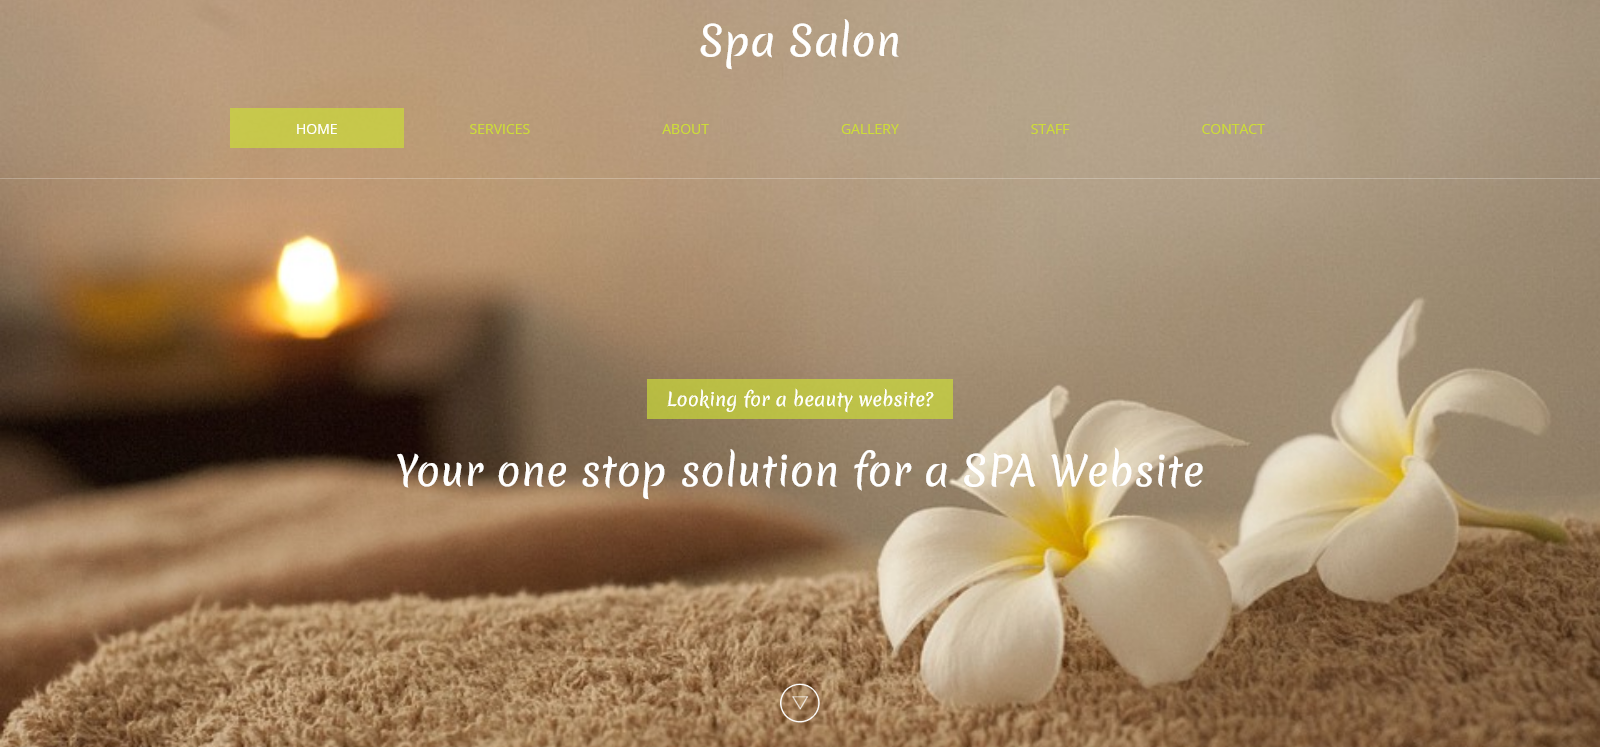 Spa Salon
HOME SERVICES ABOUT GALLERY STAFF CONTACT
Looking for a beauty website?
Your one stop solution for a SPA Website